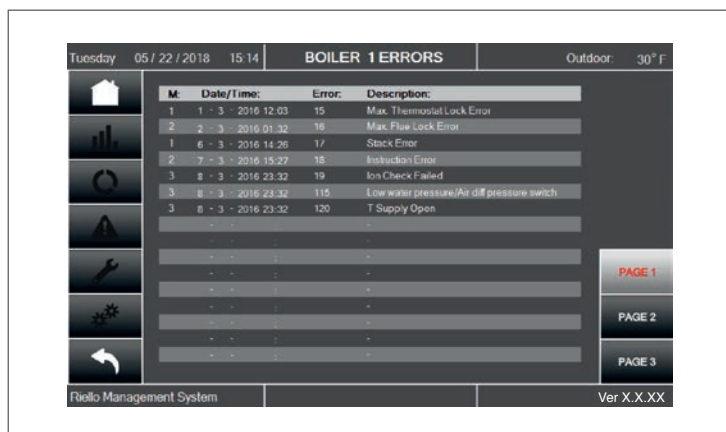 Tuesday 05 / 22 / 2018 15:14 BOILER 1 ERRORS Outdoor: 30° F
M: Date/Time: Error: Description:
1 1 - 3 - 2016 12:03 15 Max. Thermostat Lock Error
2 2 - 3 - 2016 01:32 16 Max. Flue Lock Error
1 6 - 3 - 2016 14:26 17 Stack Error
2 7 - 3 - 2016 15:27 18 Instruction Error
3 8 - 3 - 2016 23:32 19 Ion Check Failed
3 8 - 3 - 2016 23:32 115 Low water pressure/Air diff pressure switch
3 8 - 3 - 2016 23:32 120 T Supply Open
- - : -
- - : -
- - : -
- - : -
- - : -
- - : -
- - : -
- - : -
- - : -
PAGE 1
PAGE 2
PAGE 3
Riello Management System Ver X.X.XX